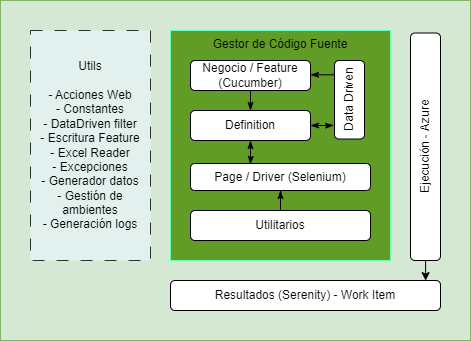 Utils
- Acciones Web
- Constantes
- DataDriven filter
- Escritura Feature
- Excel Reader
- Excepciones
- Generador datos
- Gestión de
ambientes
- Generación logs
Gestor de Código Fuente
Negocio / Feature
(Cucumber)
Data Driven
Definition
Page / Driver (Selenium)
Utilitarios
Ejecución - Azure
Resultados (Serenity) - Work Item